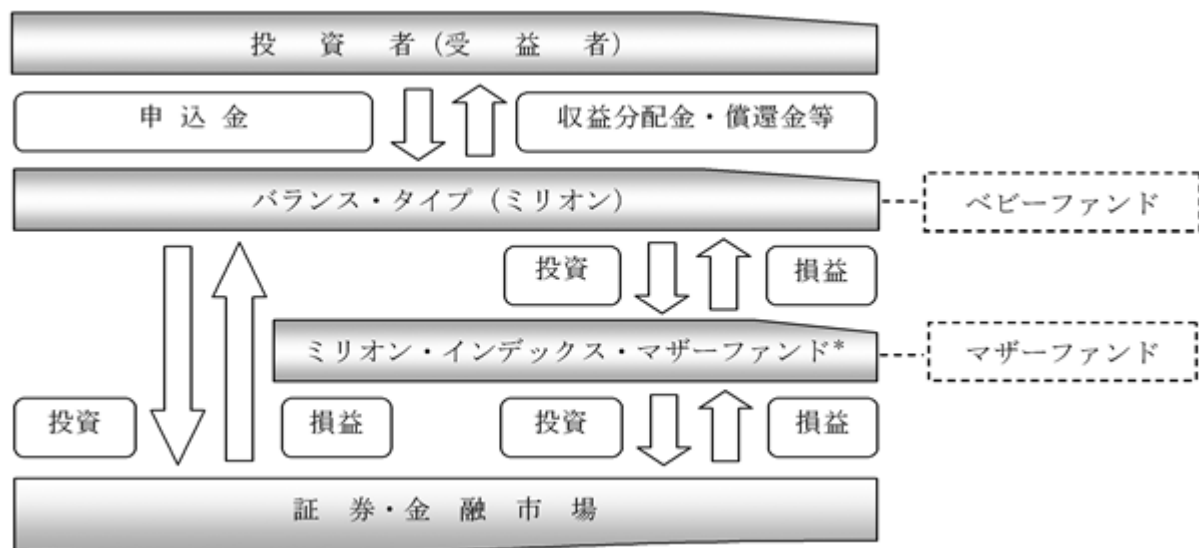 投資者（受益者）
申込金
収益分配金・償還金等
バランス・タイプ（ミリオン）
ベビーファンド
投資
損益
ミリオン・インデックス・マザーファンド*
マザーファンド
投資
損益
投資
損益
証券・金融市場